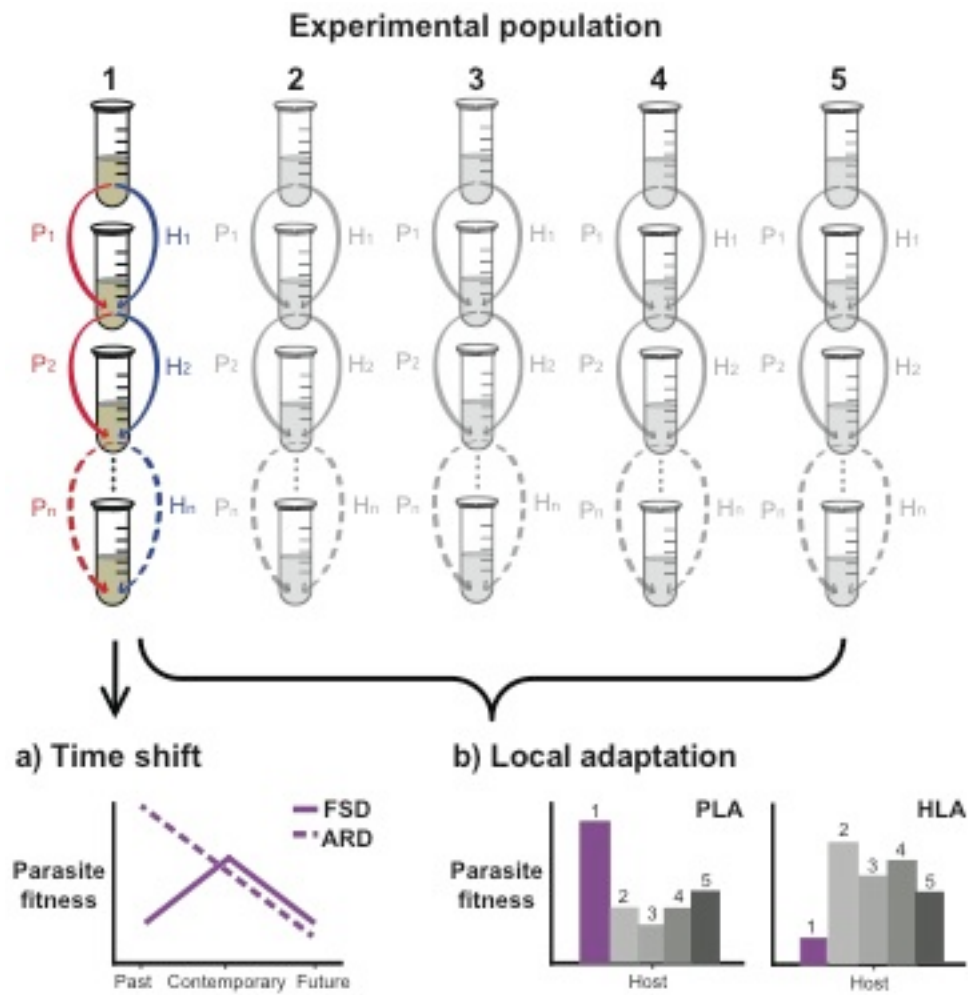 Experimental population
1 2 3 4 5
P1 H1 P1 H1 P1 H1 P1 H1 P1 H1
P2 H2 P2 H2 P2 H2 P2 H2 P2 H2
Pn Hn Pn Hn Pn Hn Pn Hn Pn Hn
a) Time shift
FSD
ARD
Parasite
fitness
Past Contemporary Future
b) Local adaptation
PLA
Parasite
fitness
1
2
3
4
5
Host
HLA
1
2
3
4
5
Host